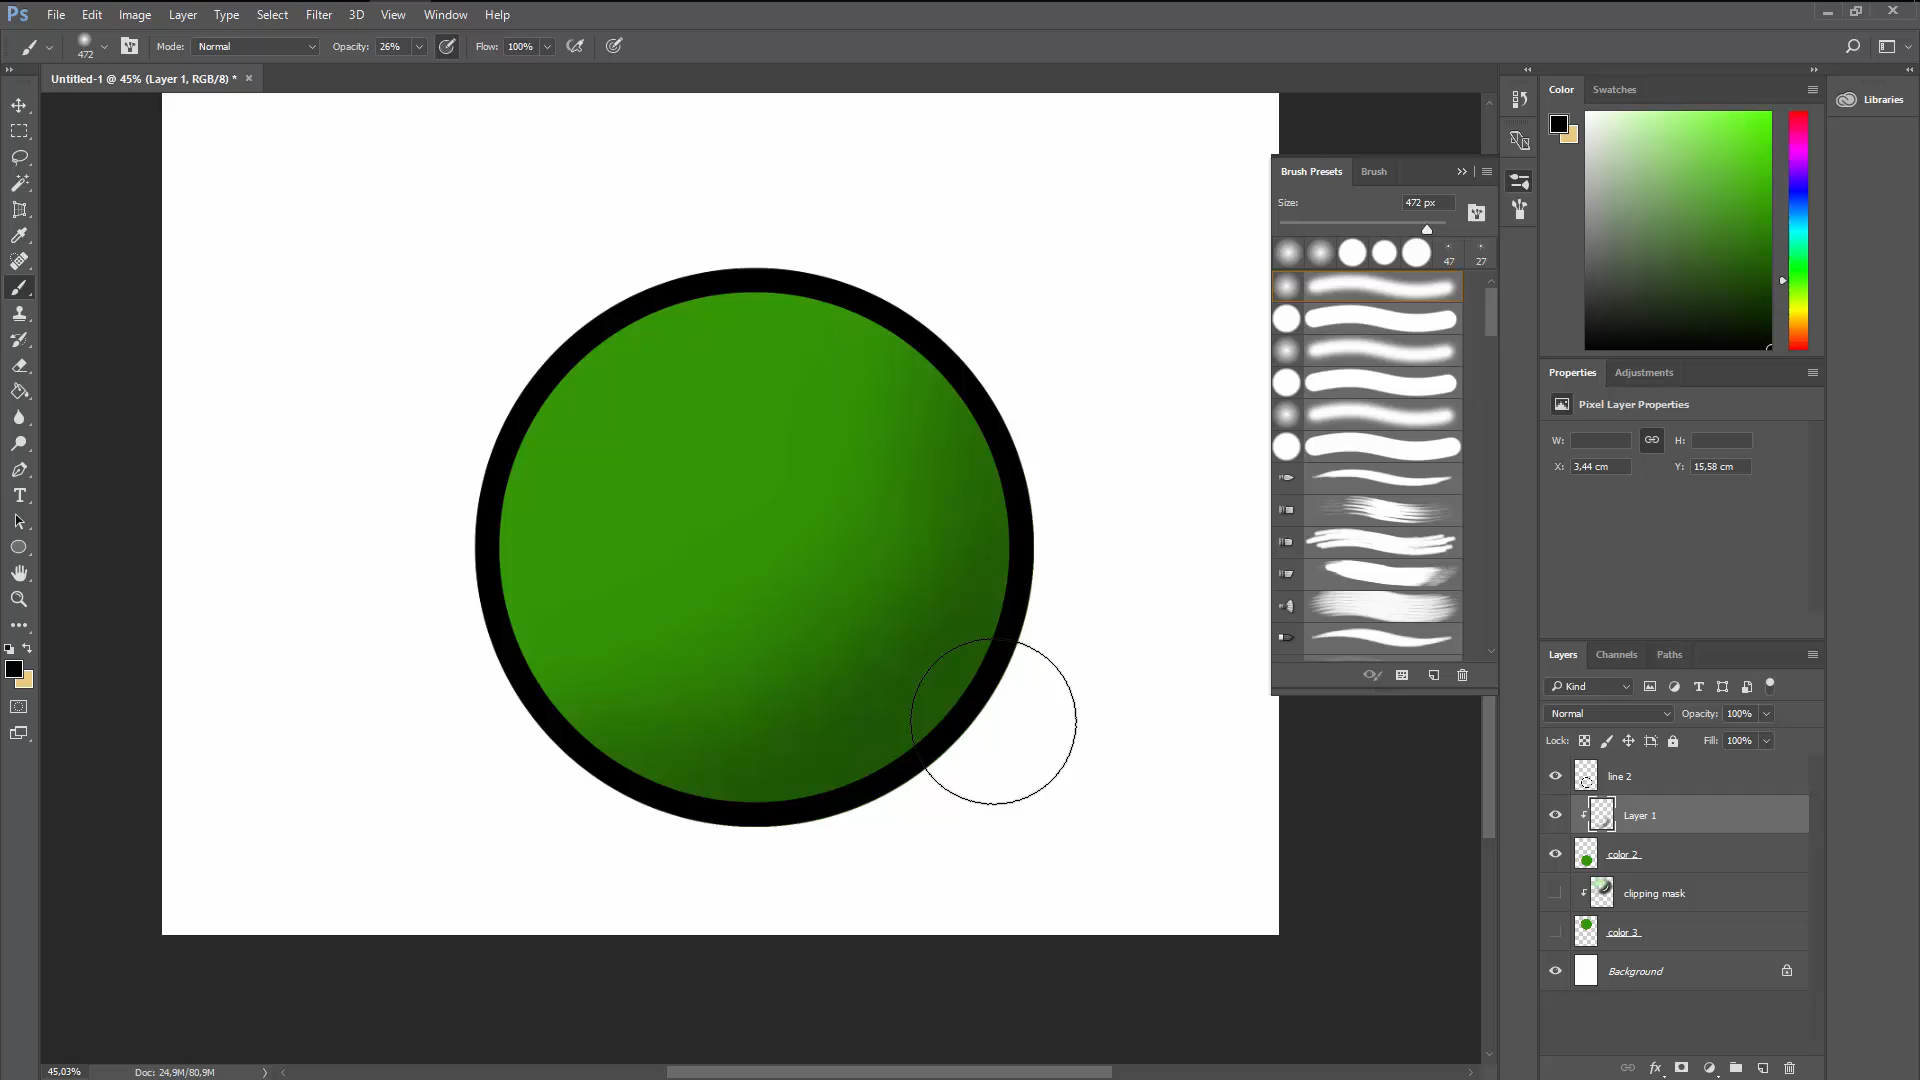 Ps File Edit Image Layer Type Select Filter 3D View Window Help
472 Mode: Normal Opacity: 26% Flow: 100%
Untitled-1 @ 45% (Layer 1, RGB/8) * ×
Color Swatches
Libraries
Brush Presets Brush
Size: 472 px
47 27
Properties Adjustments
Pixel Layer Properties
W: H:
X: 3,44 cm Y: 15,58 cm
Layers Channels Paths
Kind
Normal Opacity: 100%
Lock: Fill: 100%
line 2
Layer 1
color 2
clipping mask
color 3
Background
45,03% Doc: 24,9M/80,9M